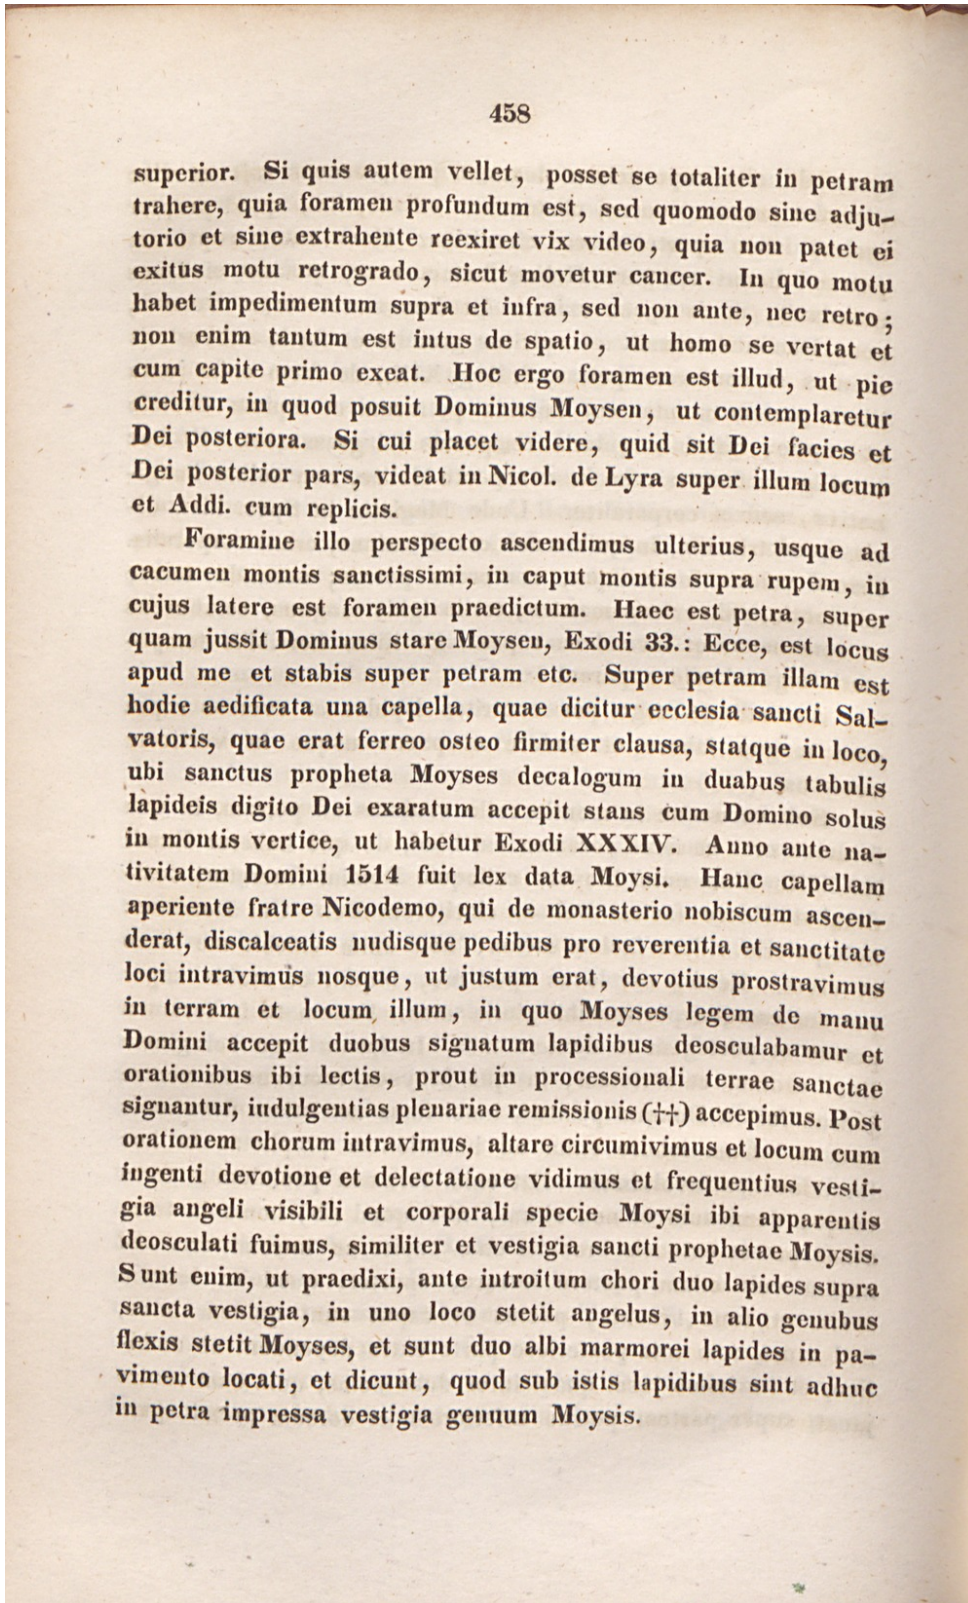 458
superior. Si quis autem vellet, posset se totaliter in petram
trahere, quia foramen profundum est, sed quomodo sine adju-
torio et sine extrahente reexiret vix video, quia non patet ei
exitus motu retrogrado, sicut movetur cancer. In quo motu
habet impedimentum supra et infra, sed non ante, nec retro;
non enim tantum est intus de spatio, ut homo se vertat et
cum capite primo exeat. Hoc ergo foramen est illud, ut pie
creditur, in quod posuit Dominus Moysen, ut contemplaretur
Dei posteriora. Si cui placet videre, quid sit Dei facies et
Dei posterior pars, videat in Nicol. de Lyra super illum locum
et Addi. cum replicis.
Foramine illo perspecto ascendimus ulterius, usque ad
cacumen montis sanctissimi, in caput montis supra rupem, in
cujus latere est foramen praedictum. Haec est petra, super
quam jussit Dominus stare Moysen, Exodi 33.: Ecce, est locus
apud me et stabis super petram etc. Super petram illam est
hodie aedificata una capella, quae dicitur ecclesia sancti Sal-
vatoris, quae erat ferreo osteo firmiter clausa, statque in loco,
ubi sanctus propheta Moyses decalogum in duabus tabulis
lapideis digito Dei exaratum accepit stans cum Domino solus
in montis vertice, ut habetur Exodi XXXIV. Anno ante na-
tivitatem Domini 1514 fuit lex data Moysi. Hanc capellam
aperiente fratre Nicodemo, qui de monasterio nobiscum ascen-
derat, discalceatis nudisque pedibus pro reverentia et sanctitate
loci intravimus nosque, ut justum erat, devotius prostravimus
in terram et locum illum, in quo Moyses legem de manu
Domini accepit duobus signatum lapidibus deosculabamur et
orationibus ibi lectis, prout in processionali terrae sanctae
signantur, indulgentias plenariae remissionis (††) accepimus. Post
orationem chorum intravimus, altare circumivimus et locum cum
ingenti devotione et delectatione vidimus et frequentius vesti-
gia angeli visibili et corporali specie Moysi ibi apparentis
deosculati fuimus, similiter et vestigia sancti prophetae Moysis.
Sunt enim, ut praedixi, ante introitum chori duo lapides supra
sancta vestigia, in uno loco stetit angelus, in alio genubus
flexis stetit Moyses, et sunt duo albi marmorei lapides in pa-
vimento locati, et dicunt, quod sub istis lapidibus sint adhuc
in petra impressa vestigia genuum Moysis.